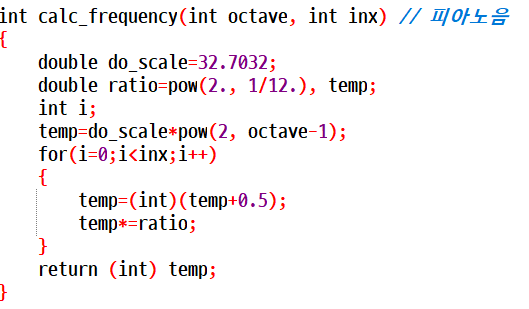 int calc_frequency(int octave, int inx) // 피아노음
{
double do_scale=32.7032;
double ratio=pow(2., 1/12.), temp;
int i;
temp=do_scale*pow(2, octave-1);
for(i=0;i<inx;i++)
{
temp=(int)(temp+0.5);
temp*=ratio;
}
return (int) temp;
}